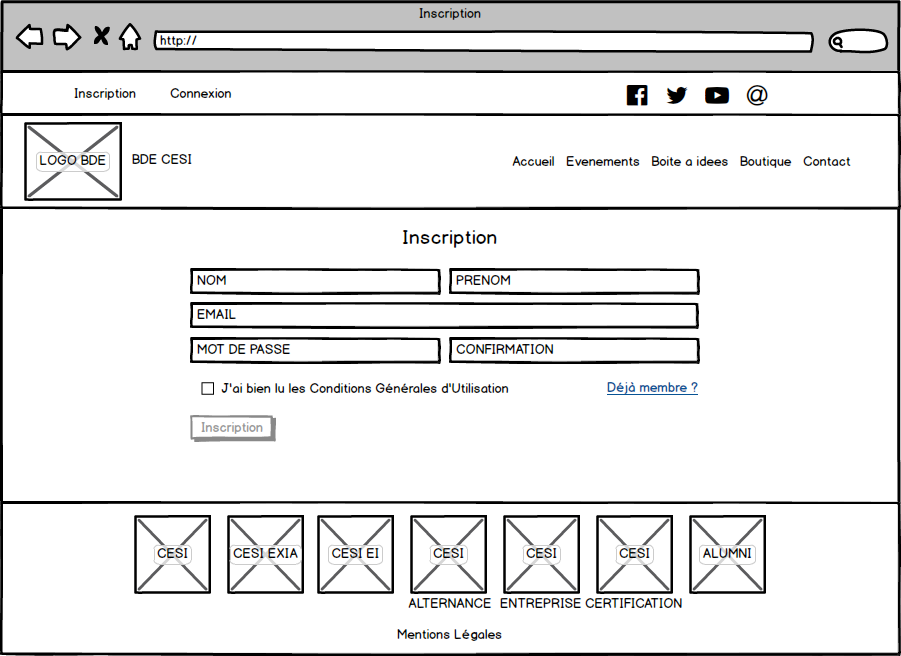 Inscription
http://
Inscription Connexion @
LOGO BDE BDE CESI Accueil Evenements Boite a idees Boutique Contact
Inscription
NOM PRENOM
EMAIL
MOT DE PASSE CONFIRMATION
J'ai bien lu les Conditions Générales d'Utilisation Déjà membre ?
Inscription
CESI CESI EXIA CESI EI CESI CESI CESI ALUMNI
ALTERNANCE ENTREPRISE CERTIFICATION
Mentions Légales